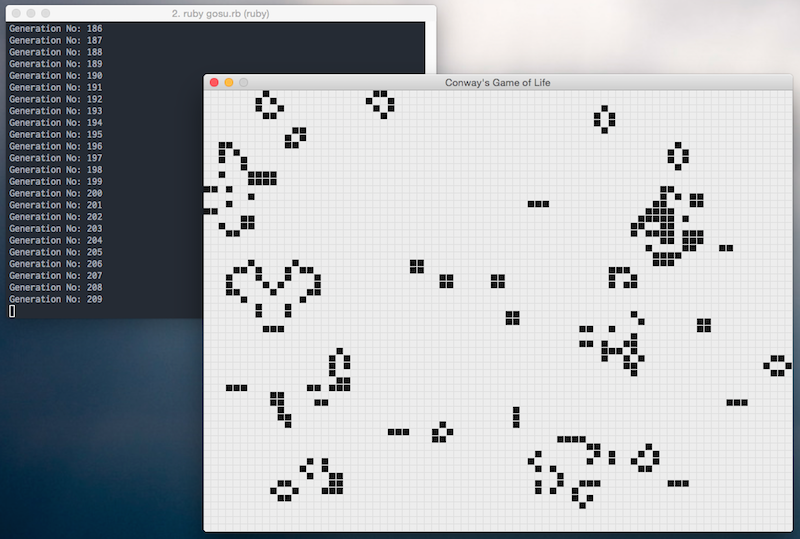 2. ruby gosu.rb (ruby)
Generation No: 186
Generation No: 187
Generation No: 188
Generation No: 189
Generation No: 190
Generation No: 191
Generation No: 192
Generation No: 193
Generation No: 194
Generation No: 195
Generation No: 196
Generation No: 197
Generation No: 198
Generation No: 199
Generation No: 200
Generation No: 201
Generation No: 202
Generation No: 203
Generation No: 204
Generation No: 205
Generation No: 206
Generation No: 207
Generation No: 208
Generation No: 209
Conway's Game of Life